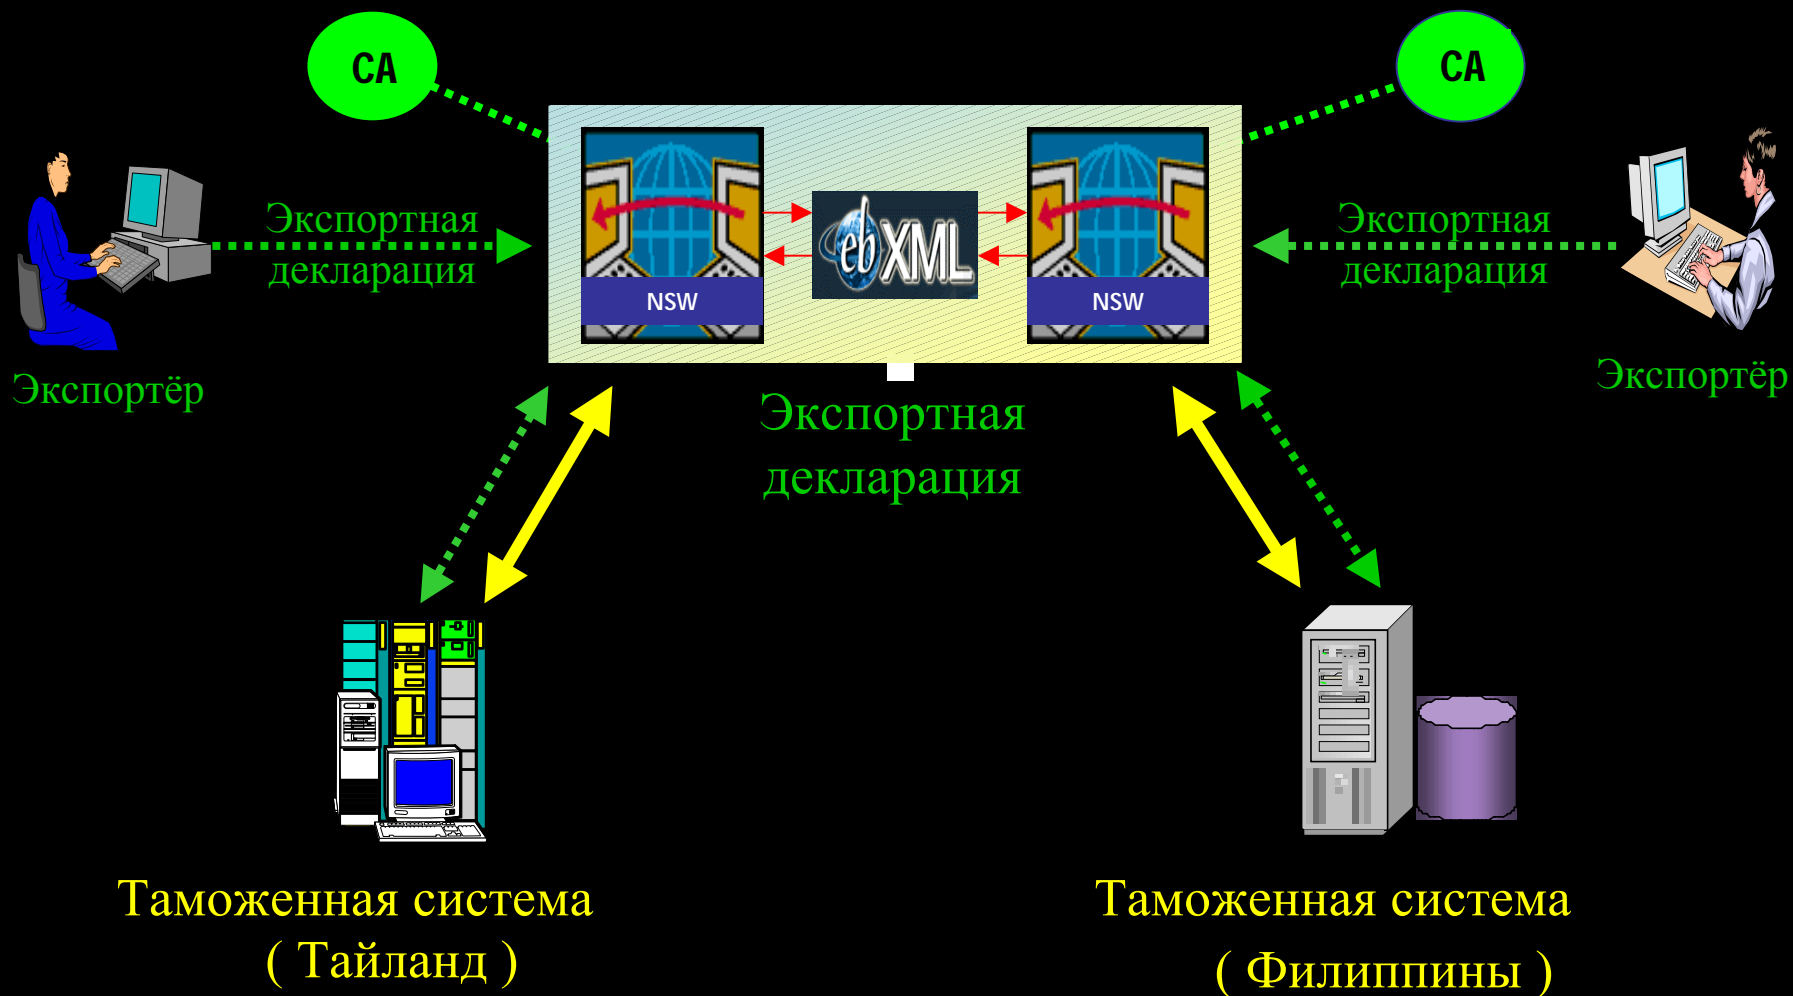 CA
CA
Экспортная
декларация
ebXML
NSW
NSW
Экспортная
декларация
Экспортёр
Экспортёр
Экспортная
декларация
Таможенная система
( Тайланд )
Таможенная система
( Филиппины )